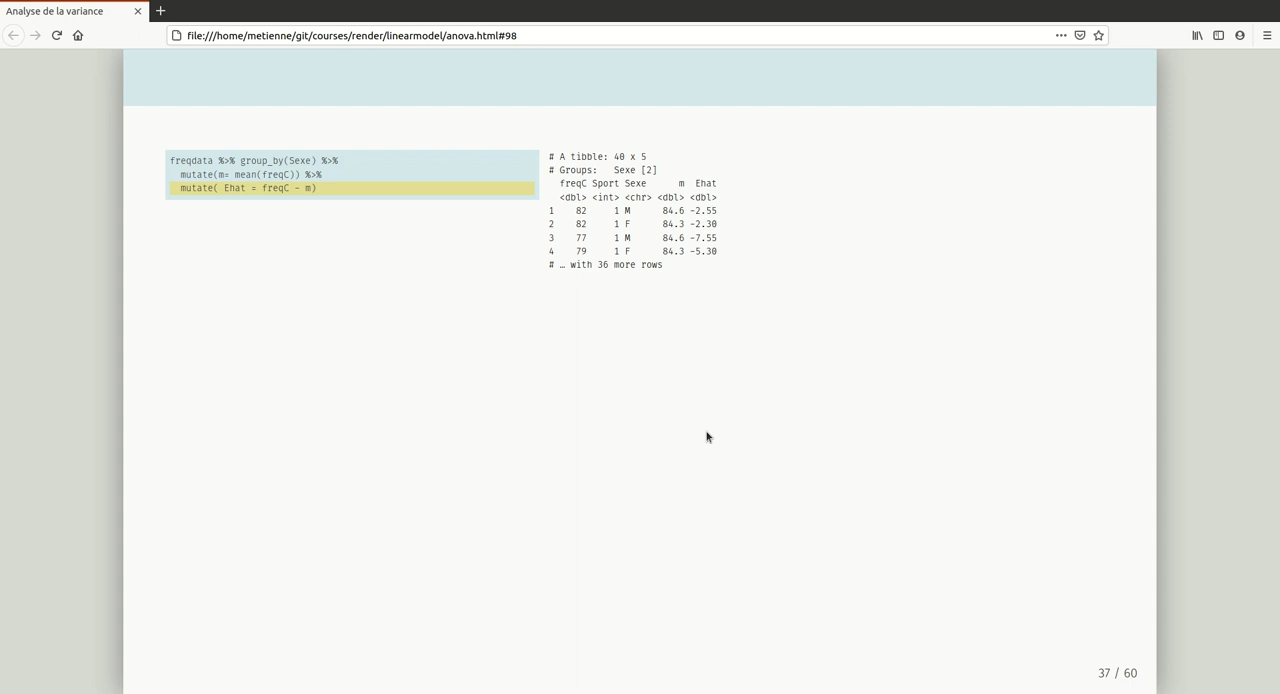 Analyse de la variance
file:///home/metienne/git/courses/render/linearmodel/anova.html#98
freqdata %>% group_by(Sexe) %>%
  mutate(m= mean(freqC)) %>%
  mutate( Ehat = freqC - m)
# A tibble: 40 x 5
# Groups:   Sexe [2]
  freqC Sport Sexe      m  Ehat
  <dbl> <int> <chr> <dbl> <dbl>
1    82     1 M      84.6 -2.55
2    82     1 F      84.3 -2.30
3    77     1 M      84.6 -7.55
4    79     1 F      84.3 -5.30
# … with 36 more rows
37 / 60